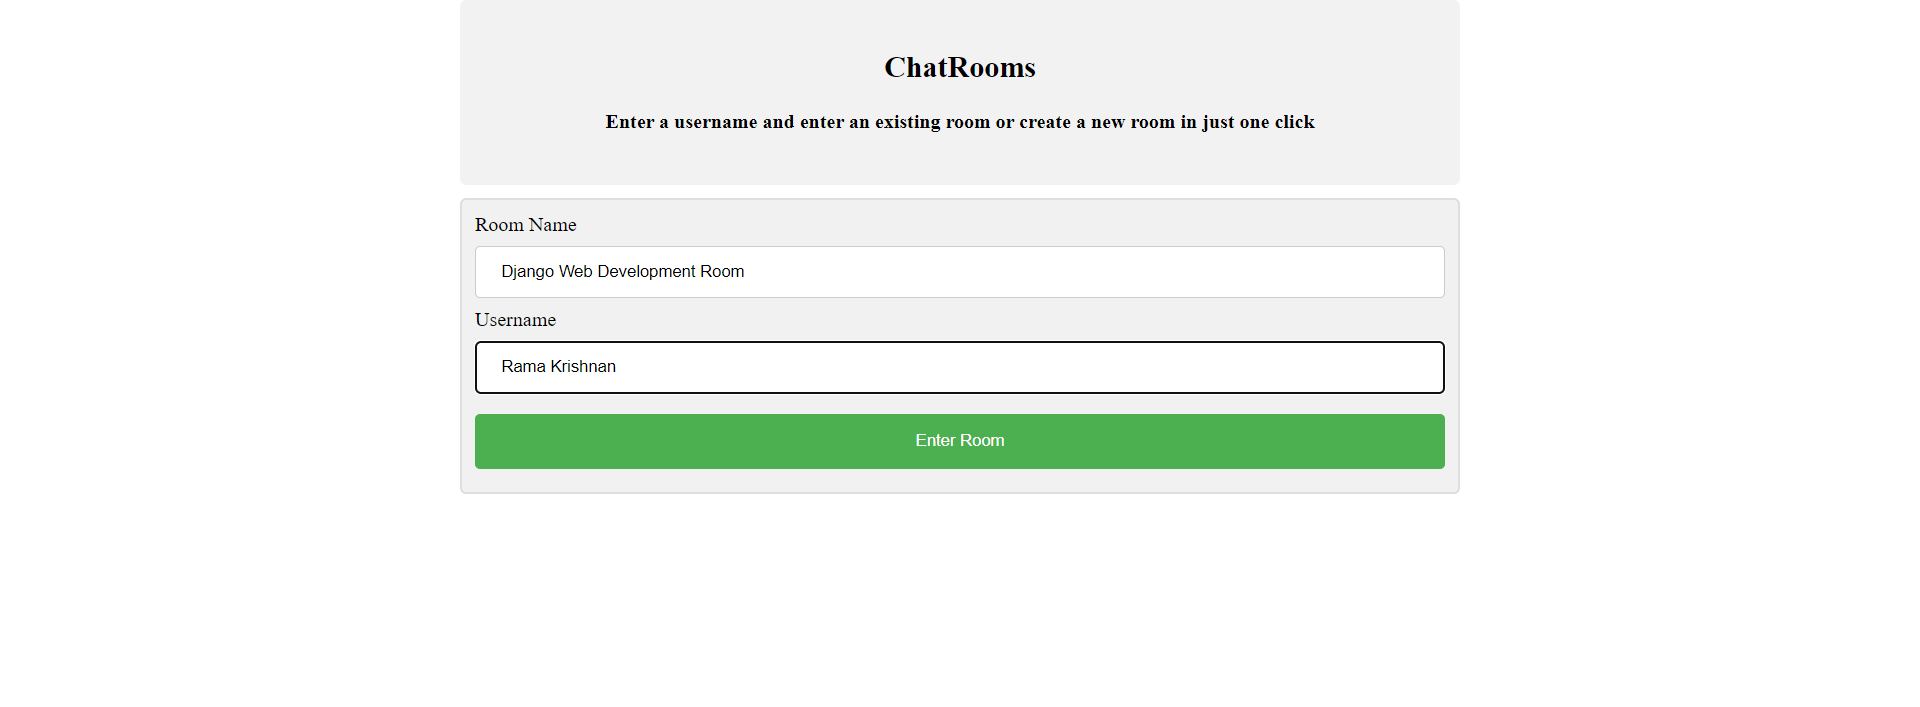 ChatRooms
Enter a username and enter an existing room or create a new room in just one click
Room Name
Django Web Development Room
Username
Rama Krishnan
Enter Room